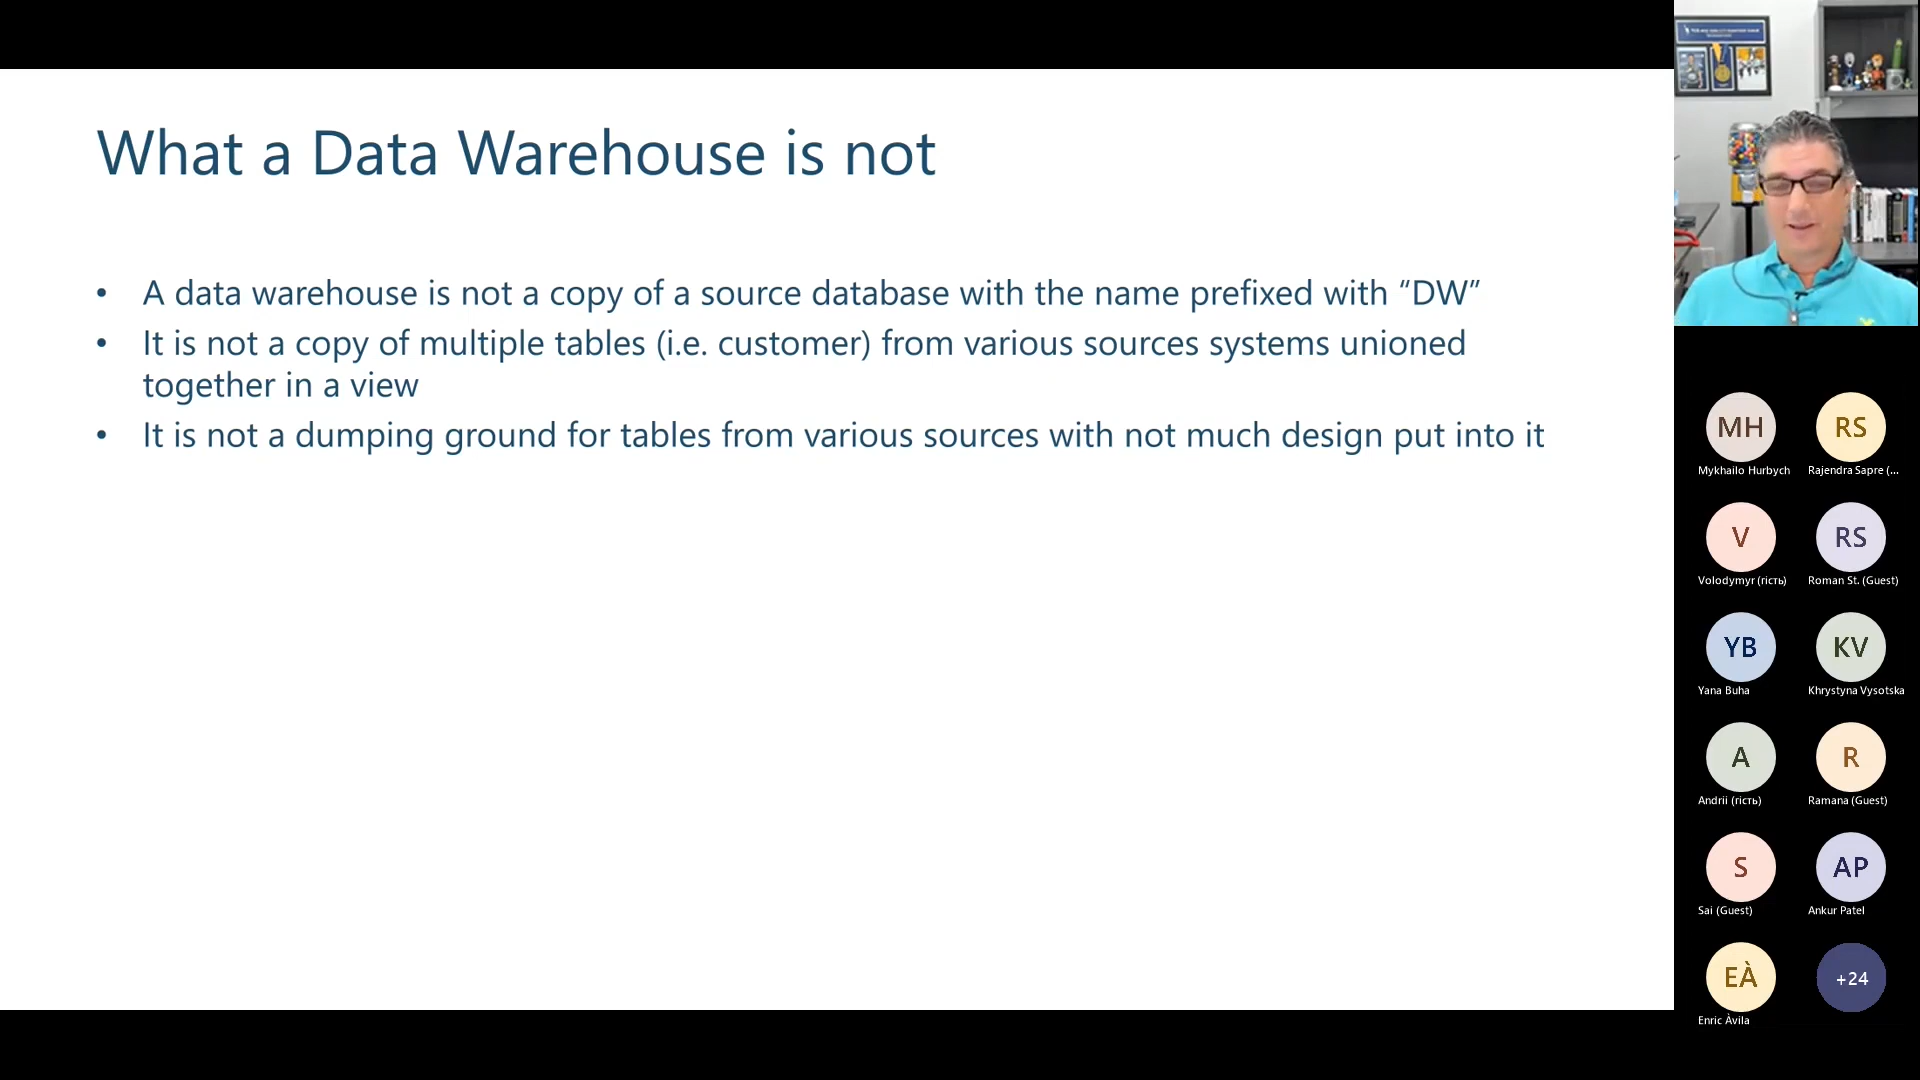 What a Data Warehouse is not
• A data warehouse is not a copy of a source database with the name prefixed with “DW”
• It is not a copy of multiple tables (i.e. customer) from various sources systems unioned
together in a view
• It is not a dumping ground for tables from various sources with not much design put into it
MH
RS
Mykhailo Hurbych
Rajendra Sapre (...
V
RS
Volodymyr (гість)
Roman St. (Guest)
YB
KV
Yana Buha
Khrystyna Vysotska
A
R
Andrii (гість)
Ramana (Guest)
S
AP
Sai (Guest)
Ankur Patel
EÀ
+24
Enric Àvila